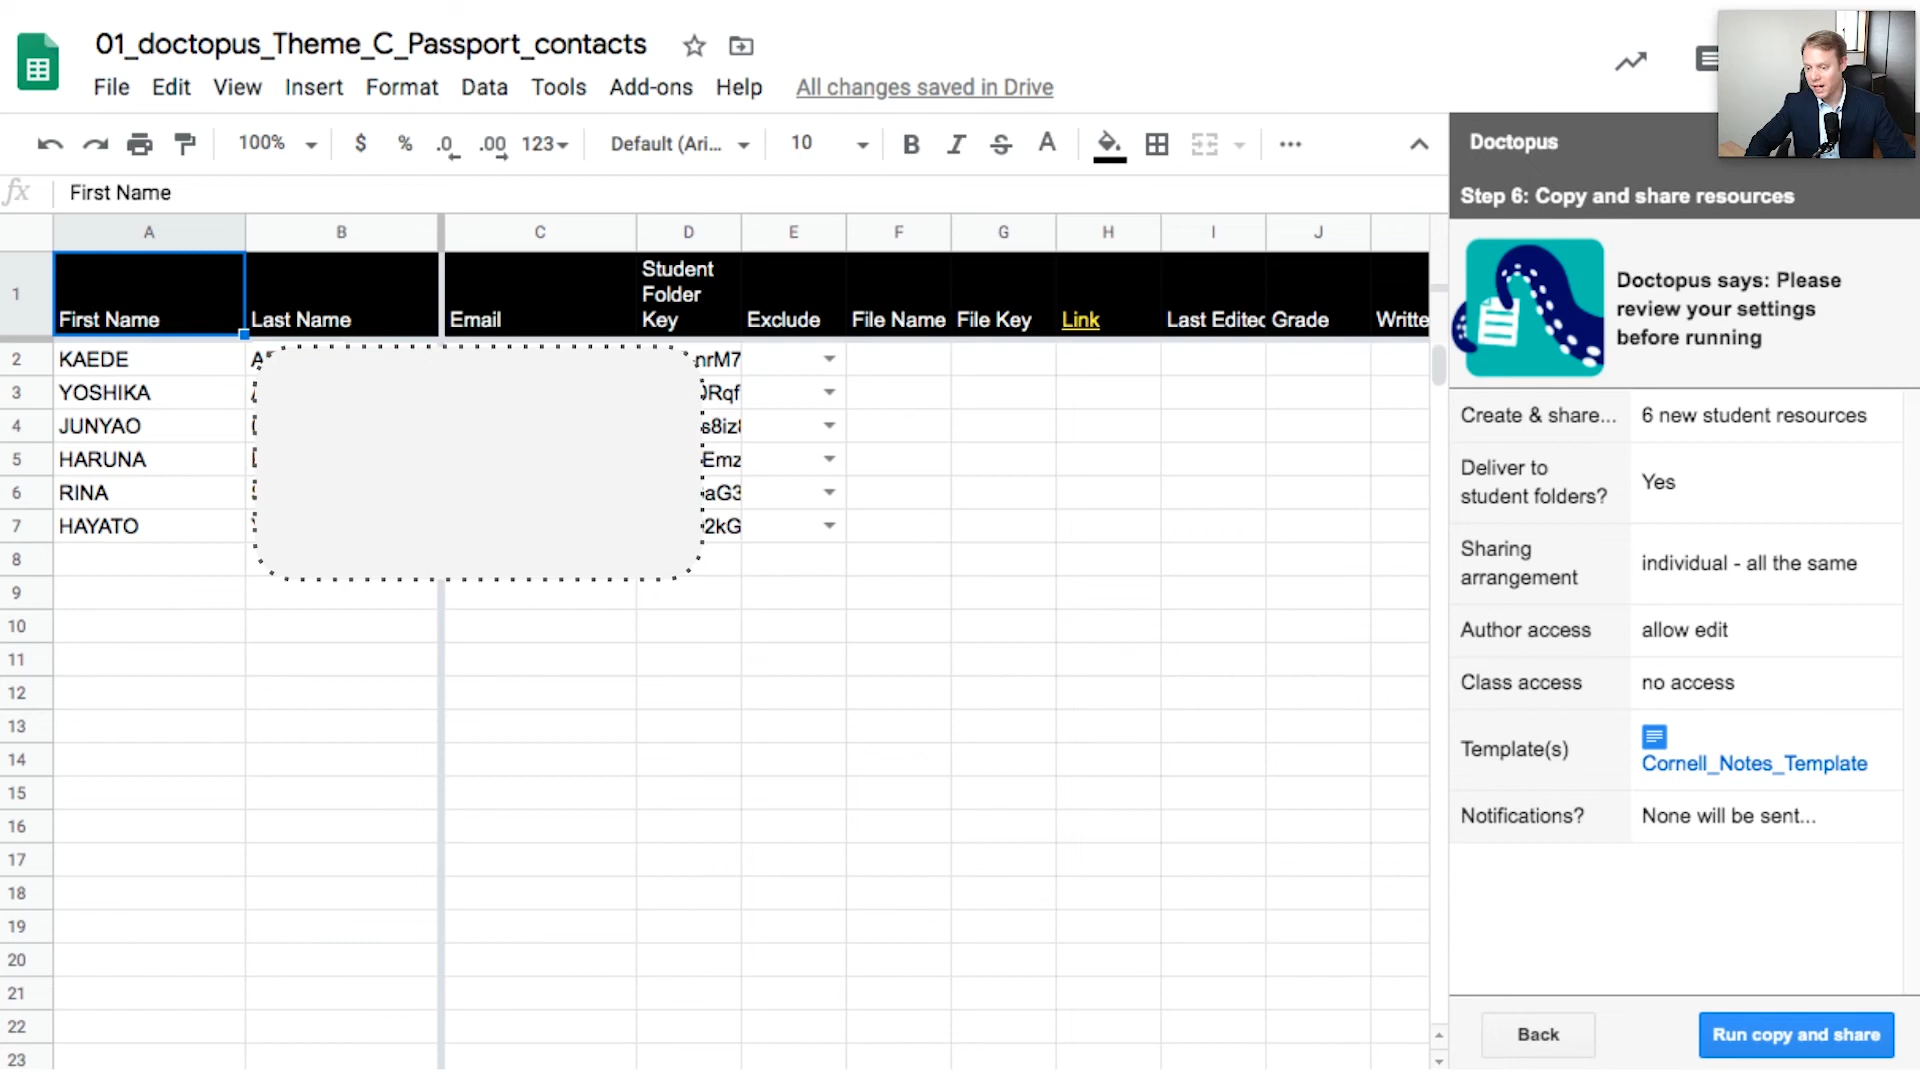 01_doctopus_Theme_C_Passport_contacts
File Edit View Insert Format Data Tools Add-ons Help All changes saved in Drive
100% $ % .0 .00 123 Default (Ari... 10 B I S A ...
fx First Name
A B C D E F G H I J
1 First Name Last Name Email Student Folder Key Exclude File Name File Key Link Last Edited Grade Writte
2 KAEDE nrM7
3 YOSHIKA Rqf
4 JUNYAO s8iz
5 HARUNA Emz
6 RINA aG3
7 HAYATO 2kG
8
9
10
11
12
13
14
15
16
17
18
19
20
21
22
23
Doctopus
Step 6: Copy and share resources
Doctopus says: Please
review your settings
before running
Create & share... 6 new student resources
Deliver to
student folders? Yes
Sharing
arrangement individual - all the same
Author access allow edit
Class access no access
Template(s) Cornell_Notes_Template
Notifications? None will be sent...
Back Run copy and share